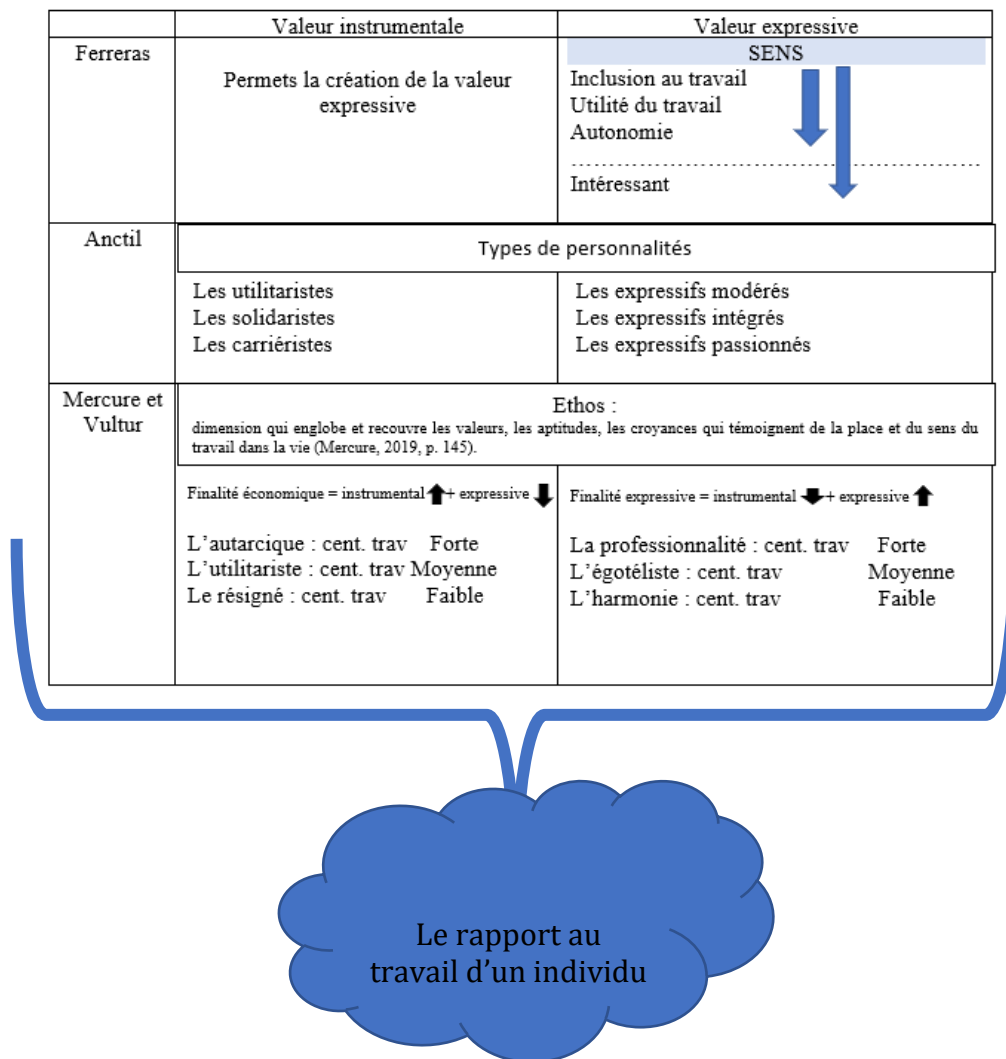 Valeur instrumentale
Valeur expressive
Ferreras
Permets la création de la valeur
expressive
SENS
Inclusion au travail
Utilité du travail
Autonomie
Intéressant
Anctil
Types de personnalités
Les utilitaristes
Les solidaristes
Les carriéristes
Les expressifs modérés
Les expressifs intégrés
Les expressifs passionnés
Mercure et
Vultur
Ethos :
dimension qui englobe et recouvre les valeurs, les aptitudes, les croyances qui témoignent de la place et du sens du
travail dans la vie (Mercure, 2019, p. 145).
Finalité économique = instrumental + expressive
L'autarcique : cent. trav Forte
L'utilitariste : cent. trav Moyenne
Le résigné : cent. trav Faible
Finalité expressive = instrumental + expressive
La professionnalité : cent. trav Forte
L'égotéliste : cent. trav Moyenne
L'harmonie : cent. trav Faible
Le rapport au
travail d'un individu